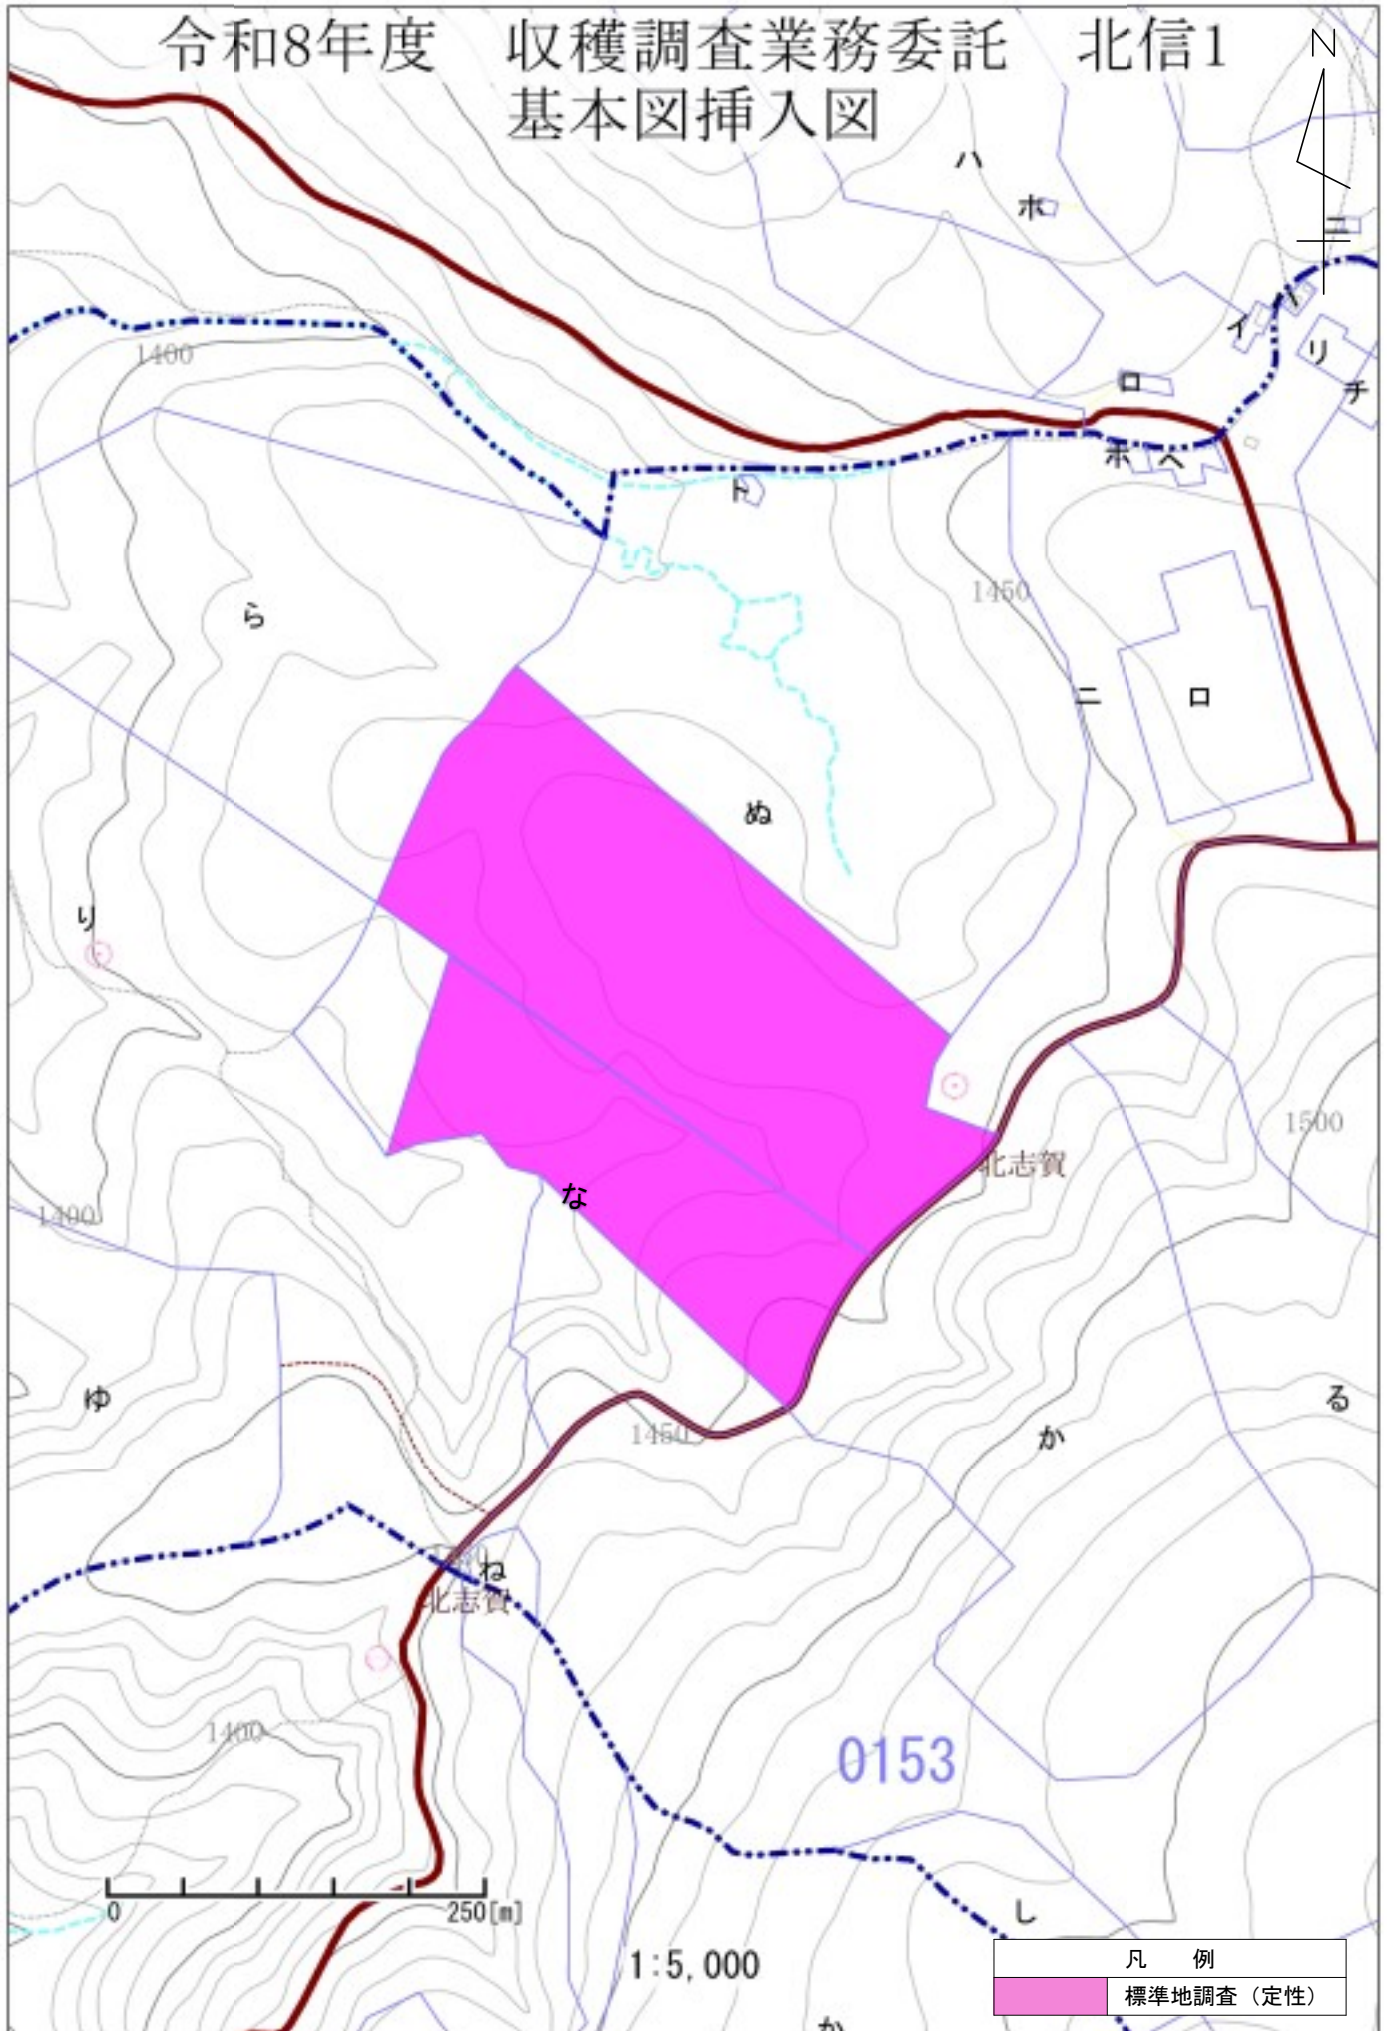 令和8年度　収穫調査業務委託　北信1
基本図挿入図
N
ハ
ホ
ニ
イ
リ
チ
ロ
1400
ホ
ヘ
ト
1450
ら
ニ
ロ
ぬ
り
1500
北志賀
な
1400
ゆ
る
か
1450
ね
北志賀
1400
0153
0
250[m]
し
1:5,000
凡　例
標準地調査（定性）
か